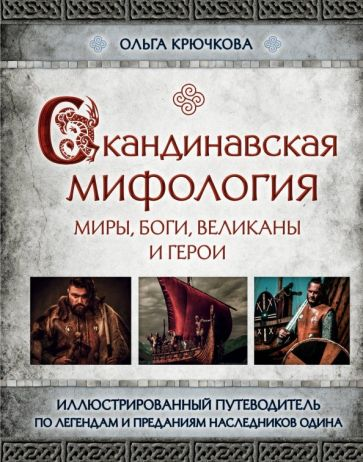 ОЛЬГА КРЮЧКОВА
Скандинавская
МИФОЛОГИЯ
МИРЫ, БОГИ, ВЕЛИКАНЫ
И ГЕРОИ
ИЛЛЮСТРИРОВАННЫЙ ПУТЕВОДИТЕЛЬ
ПО ЛЕГЕНДАМ И ПРЕДАНИЯМ НАСЛЕДНИКОВ ОДИНА